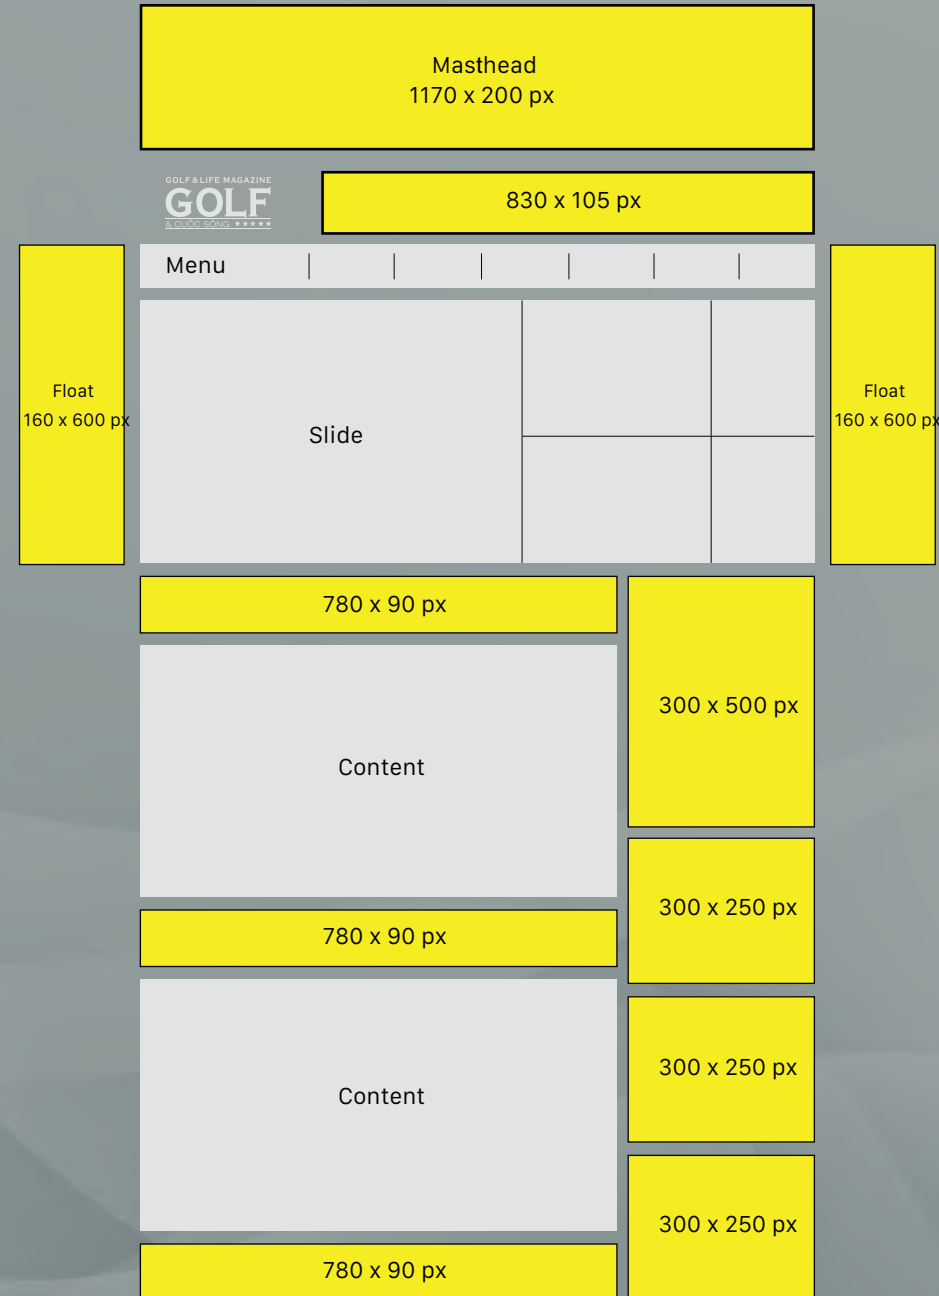 Masthead
1170 x 200 px
GOLF & LIFE MAGAZINE
GOLF
& CUỘC SỐNG ★★★★★
830 x 105 px
Menu
Float
160 x 600 px
Slide
Float
160 x 600 px
780 x 90 px
300 x 500 px
Content
300 x 250 px
780 x 90 px
300 x 250 px
Content
300 x 250 px
780 x 90 px